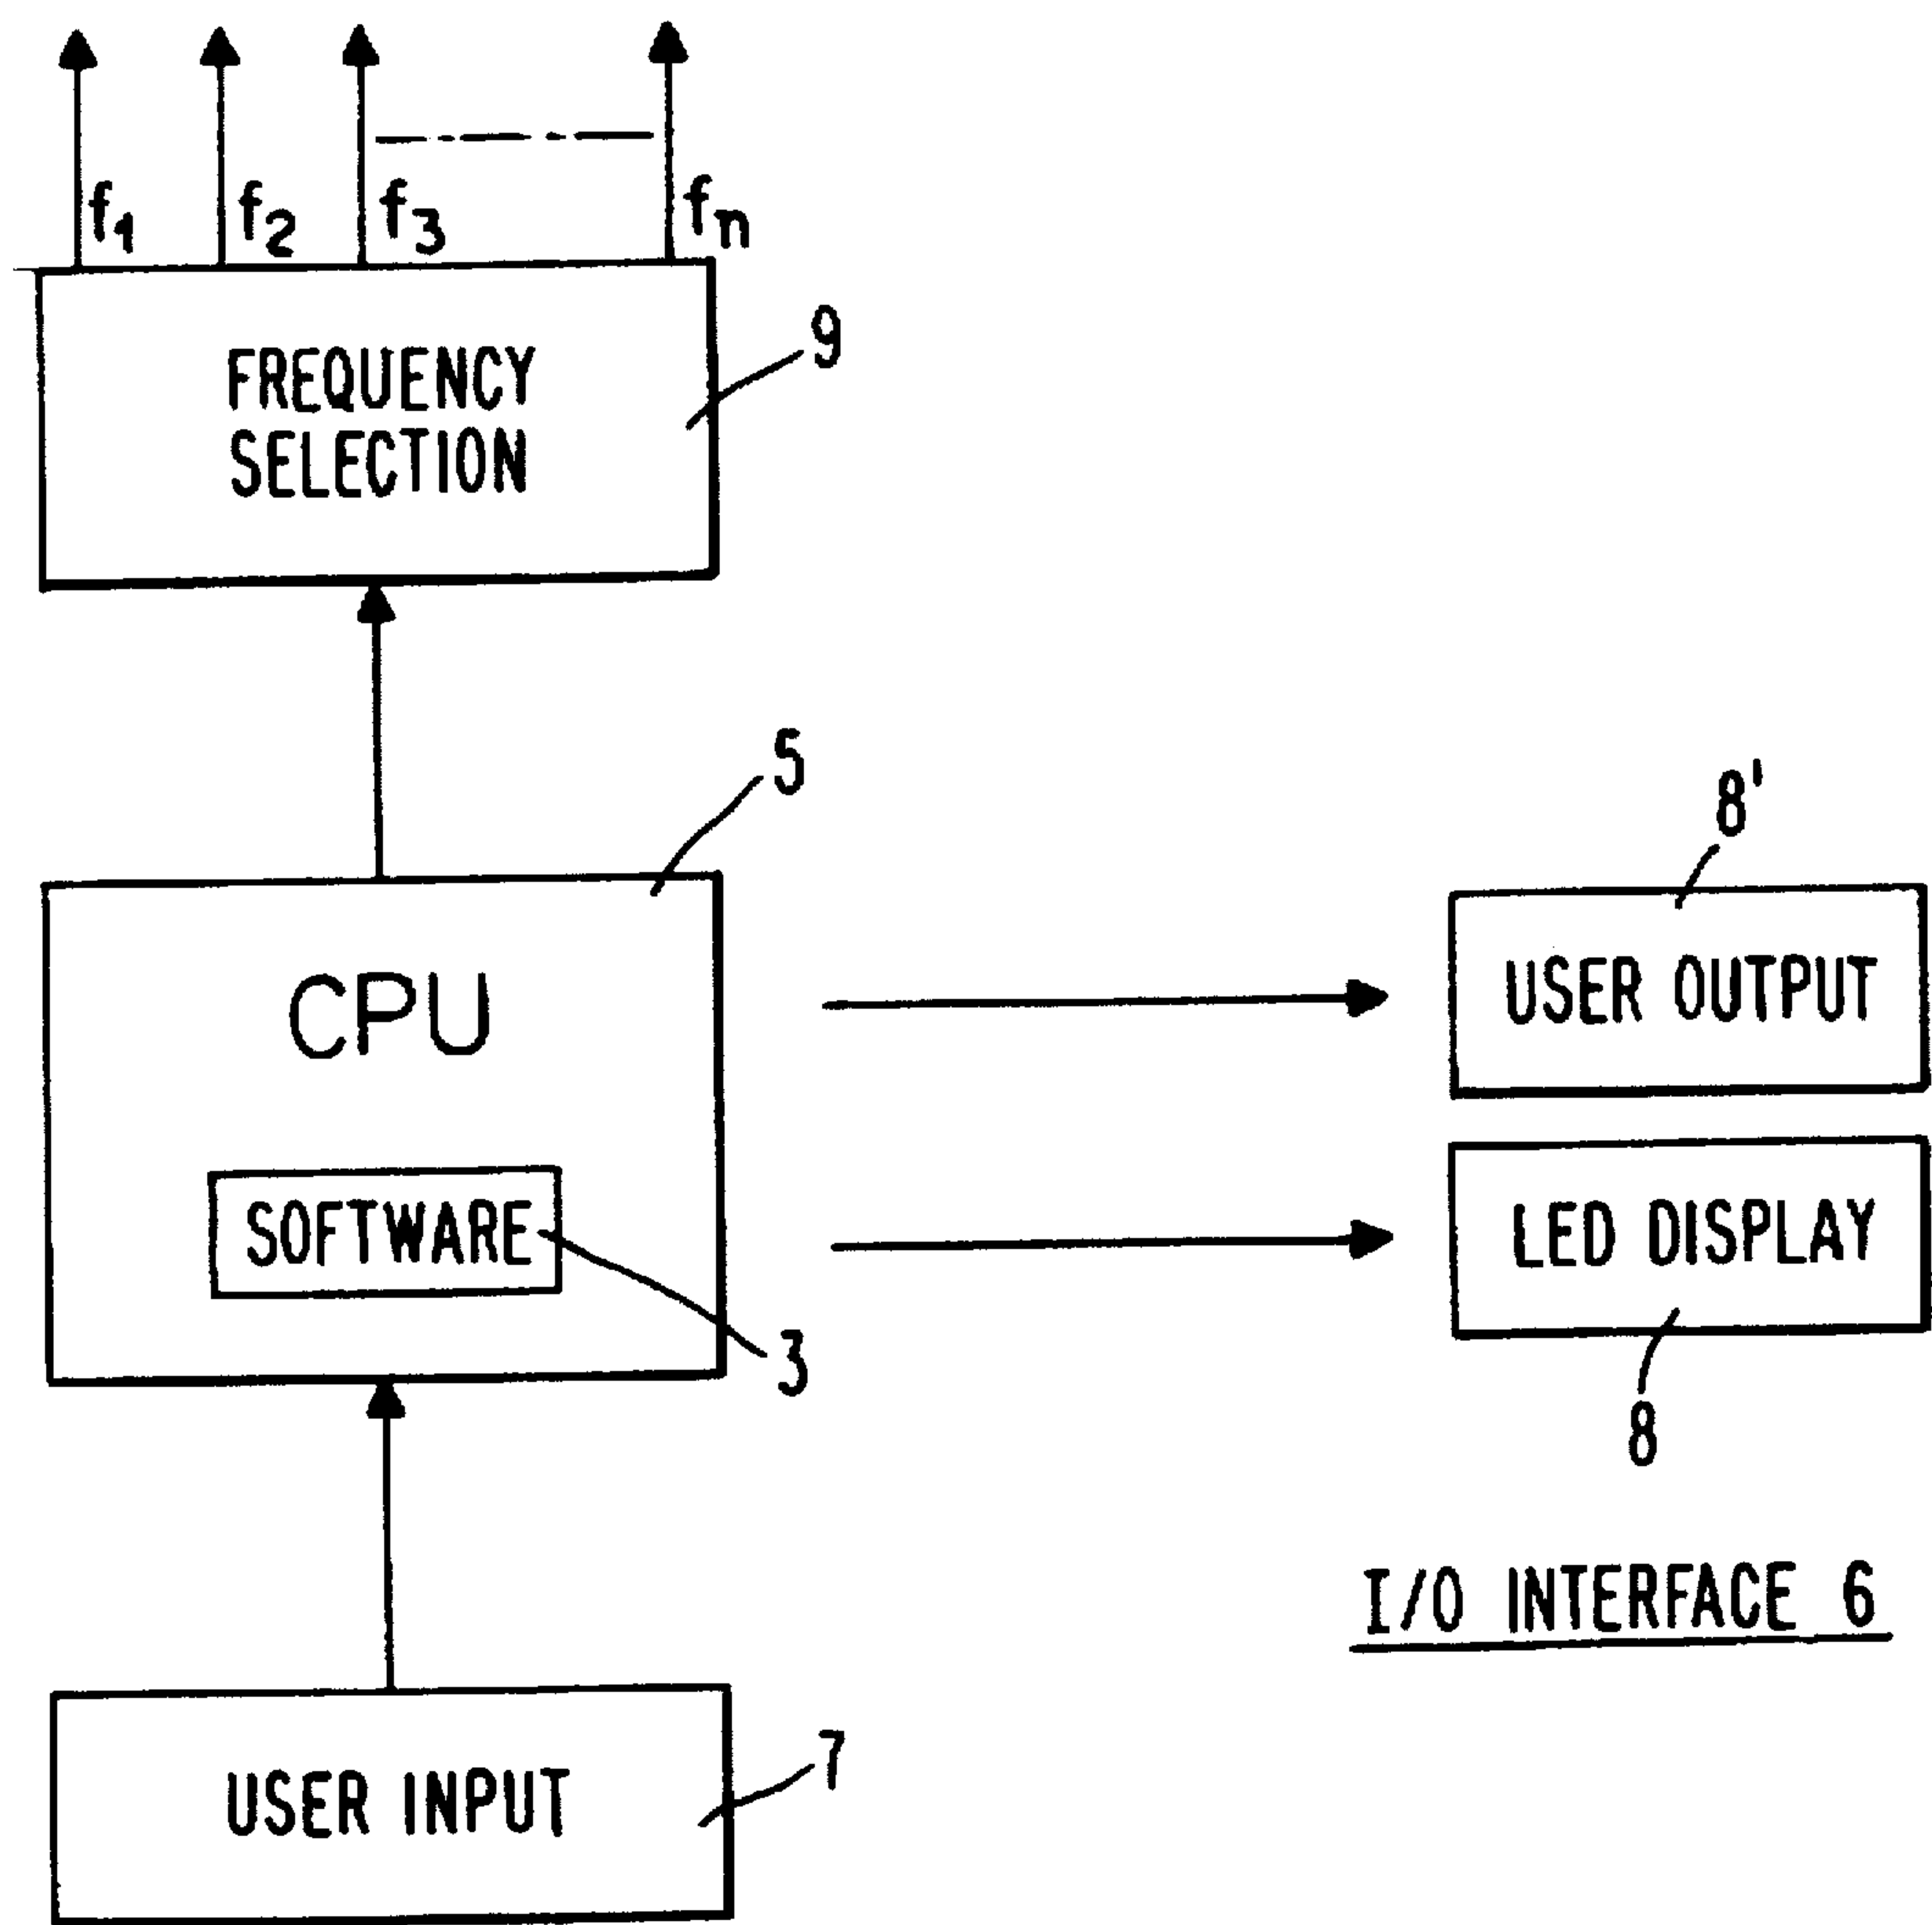 f1 f2 f3 fn
FREQUENCY
SELECTION
9
5
8'
CPU
USER OUTPUT
SOFTWARE
LED DISPLAY
3
8
I/O INTERFACE 6
7
USER INPUT